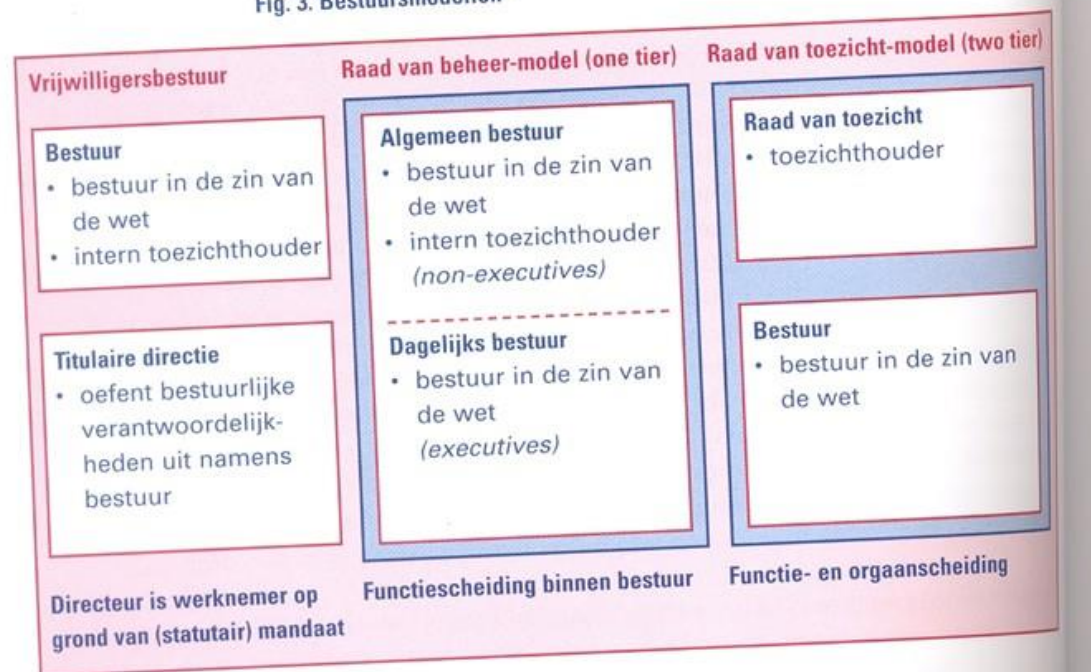 Fig. 3. Bestuursmodellen
Vrijwilligersbestuur
Bestuur
• bestuur in de zin van
de wet
• intern toezichthouder
Titulaire directie
• oefent bestuurlijke
verantwoordelijk-
heden uit namens
bestuur
Directeur is werknemer op
grond van (statutair) mandaat
Raad van beheer-model (one tier)
Algemeen bestuur
• bestuur in de zin van
de wet
• intern toezichthouder
(non-executives)
Dagelijks bestuur
• bestuur in de zin van
de wet
(executives)
Functiescheiding binnen bestuur
Raad van toezicht-model (two tier)
Raad van toezicht
• toezichthouder
Bestuur
• bestuur in de zin van
de wet
Functie- en orgaanscheiding